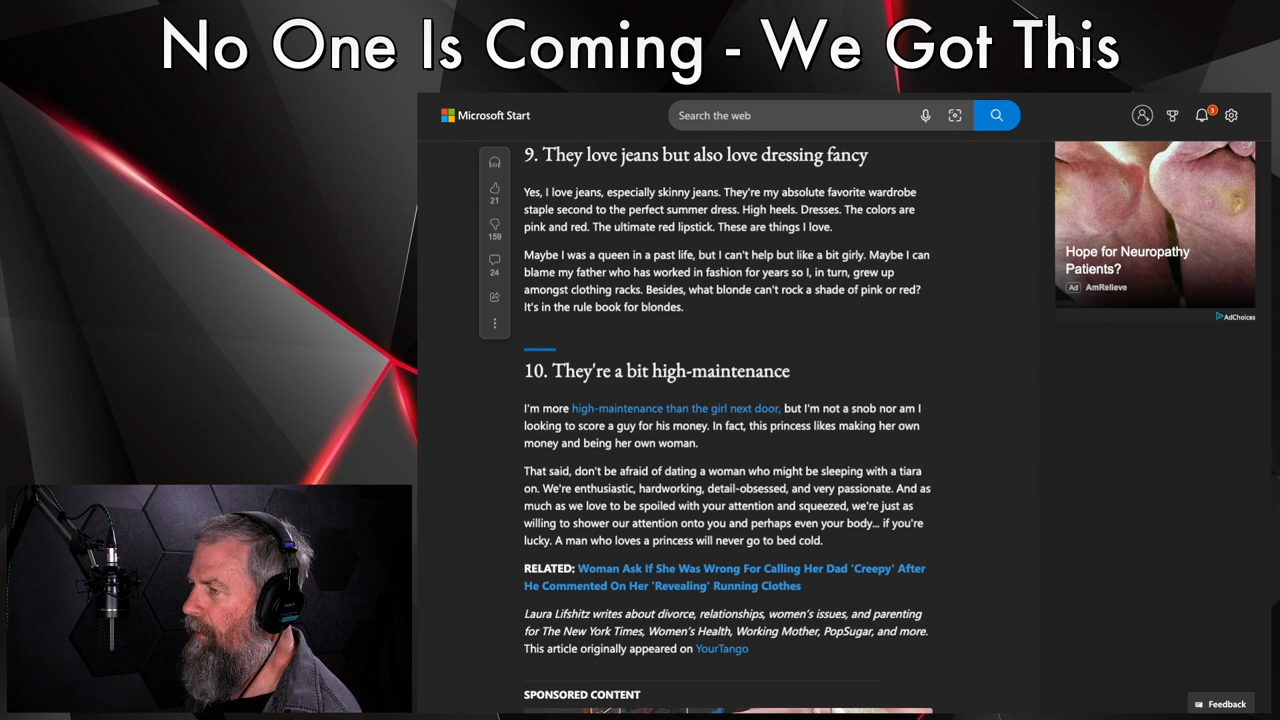 No One Is Coming - We Got This
Microsoft Start
Search the web
3
9. They love jeans but also love dressing fancy
21
159
24
Yes, I love jeans, especially skinny jeans. They're my absolute favorite wardrobe
staple second to the perfect summer dress. High heels. Dresses. The colors are
pink and red. The ultimate red lipstick. These are things I love.
Maybe I was a queen in a past life, but I can't help but like a bit girly. Maybe I can
blame my father who has worked in fashion for years so I, in turn, grew up
amongst clothing racks. Besides, what blonde can't rock a shade of pink or red?
It's in the rule book for blondes.
Hope for Neuropathy
Patients?
Ad AmRelieve
AdChoices
10. They're a bit high-maintenance
I'm more high-maintenance than the girl next door, but I'm not a snob nor am I
looking to score a guy for his money. In fact, this princess likes making her own
money and being her own woman.
That said, don't be afraid of dating a woman who might be sleeping with a tiara
on. We're enthusiastic, hardworking, detail-obsessed, and very passionate. And as
much as we love to be spoiled with your attention and squeezed, we're just as
willing to shower our attention onto you and perhaps even your body... if you're
lucky. A man who loves a princess will never go to bed cold.
RELATED: Woman Ask If She Was Wrong For Calling Her Dad 'Creepy' After
He Commented On Her 'Revealing' Running Clothes
Laura Lifshitz writes about divorce, relationships, women's issues, and parenting
for The New York Times, Women's Health, Working Mother, PopSugar, and more.
This article originally appeared on YourTango
SPONSORED CONTENT
Feedback